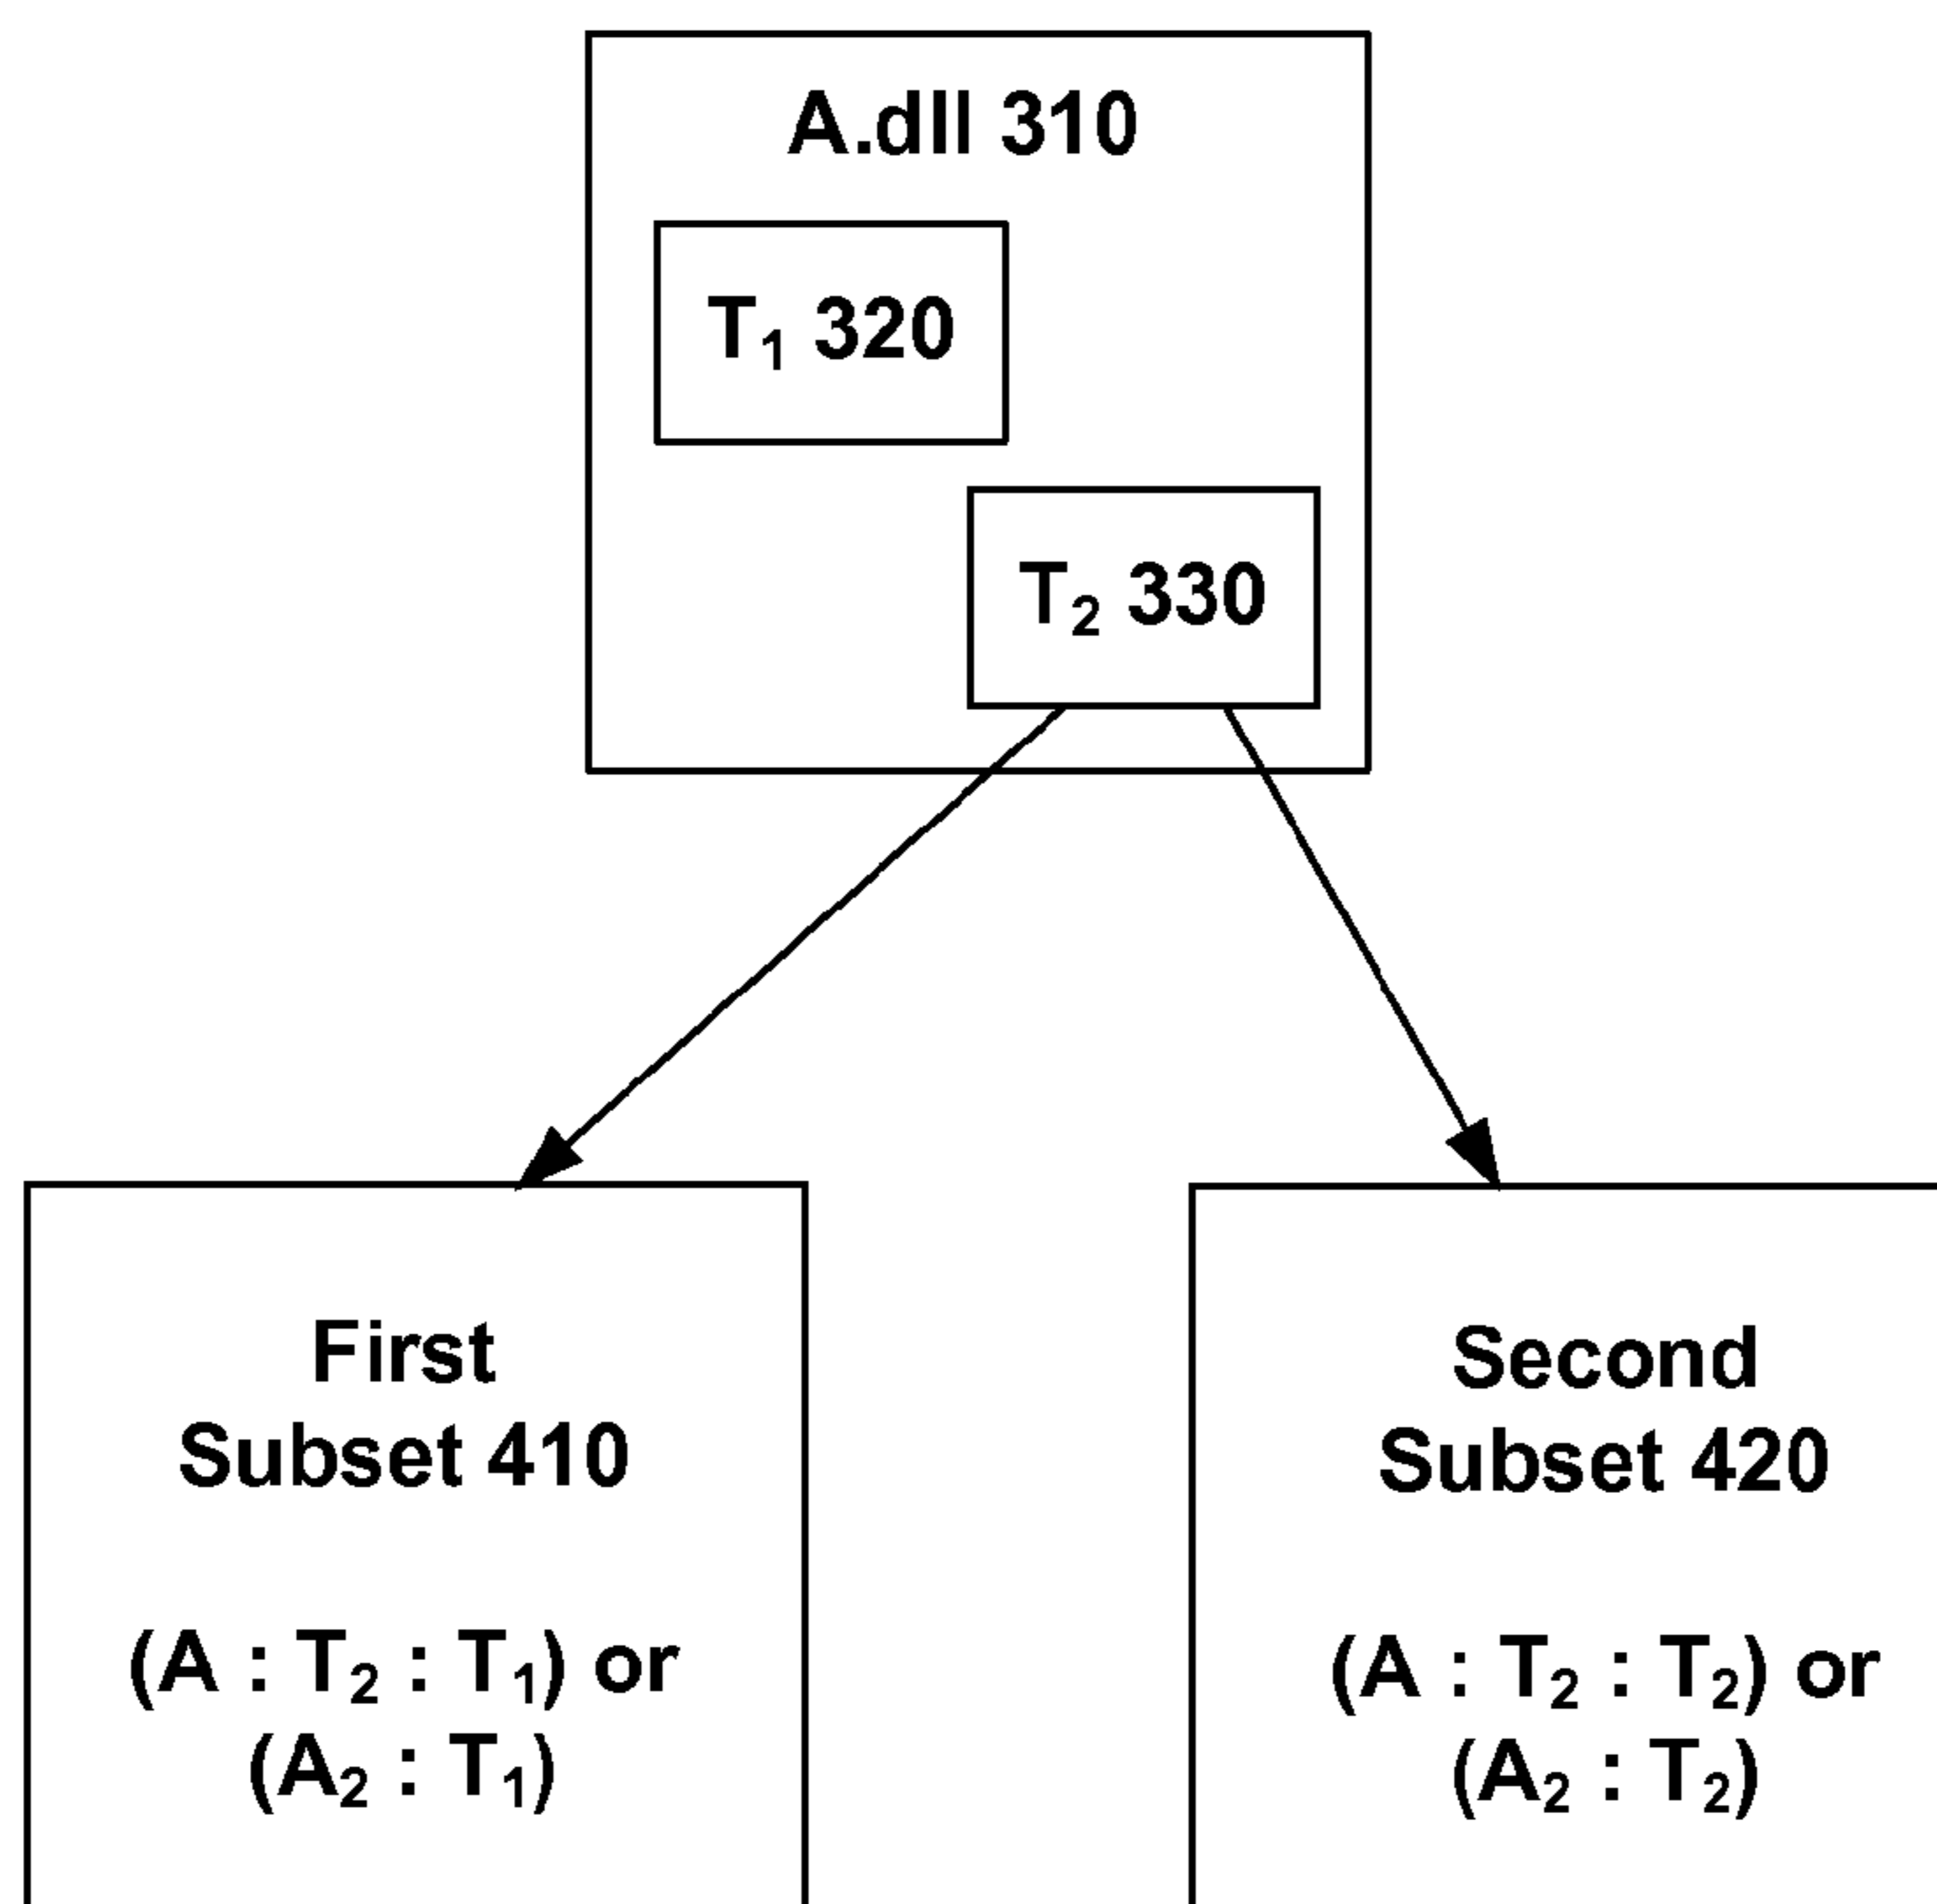 A.dll 310
T₁ 320
T₂ 330
First
Subset 410
(A : T₂ : T₁) or
(A₂ : T₁)
Second
Subset 420
(A : T₂ : T₂) or
(A₂ : T₂)